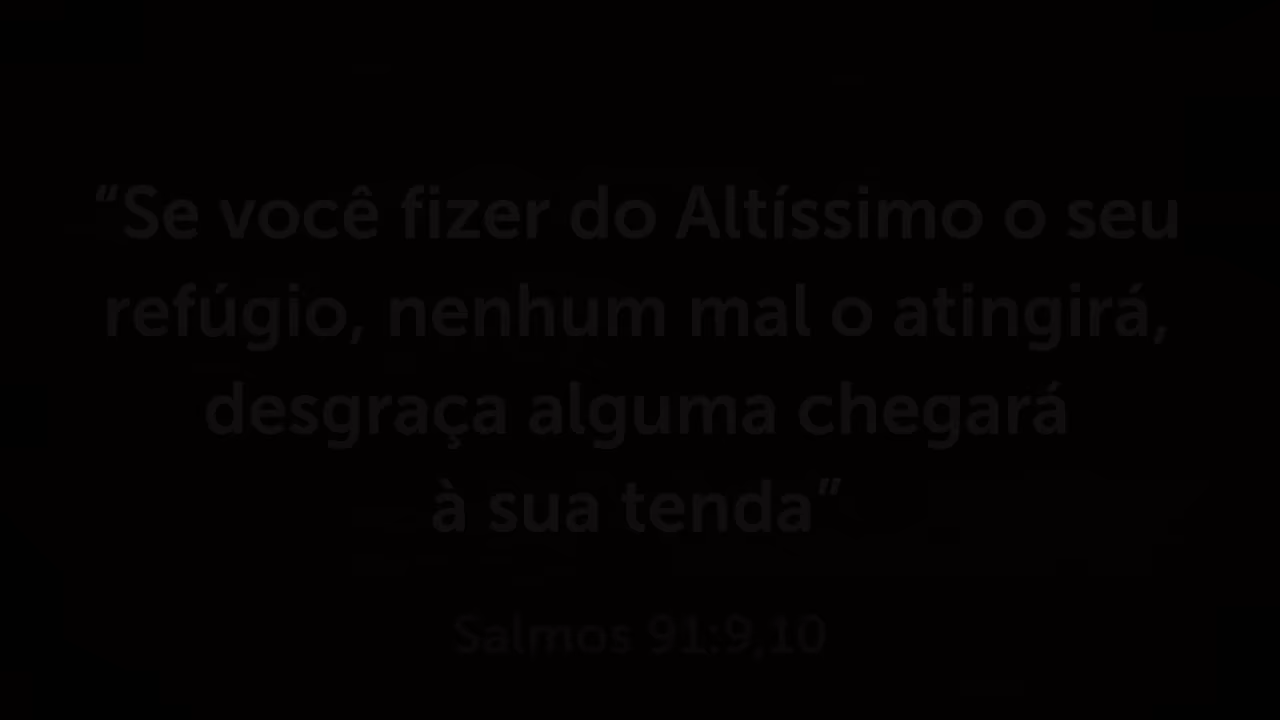 “Se você fizer do Altíssimo o seu
refúgio, nenhum mal o atingirá,
desgraça alguma chegará
à sua tenda”
Salmos 91:9,10